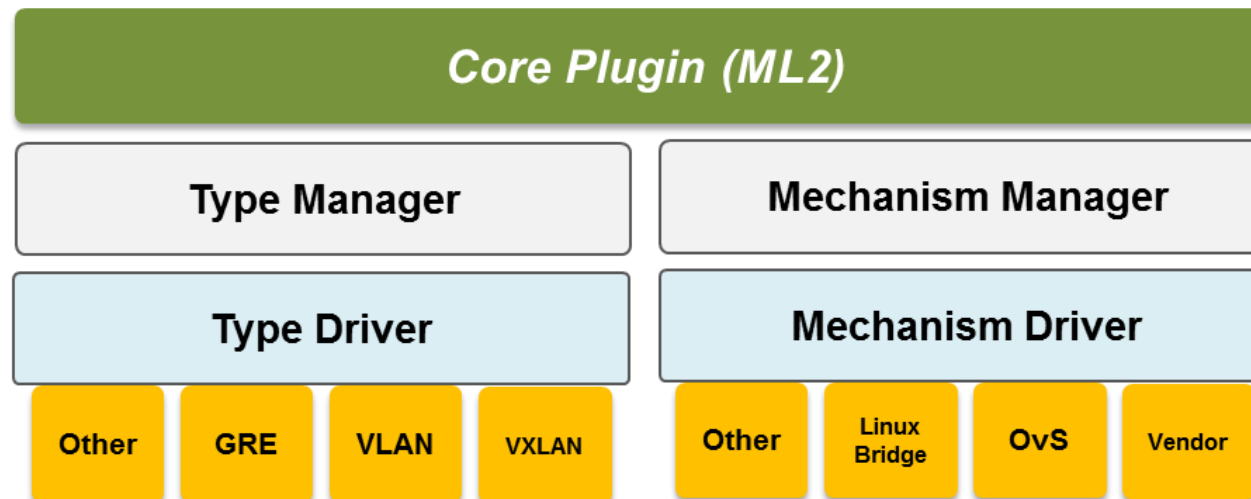 Core Plugin (ML2)
Type Manager
Mechanism Manager
Type Driver
Mechanism Driver
Other
GRE
VLAN
VXLAN
Other
Linux
Bridge
OvS
Vendor